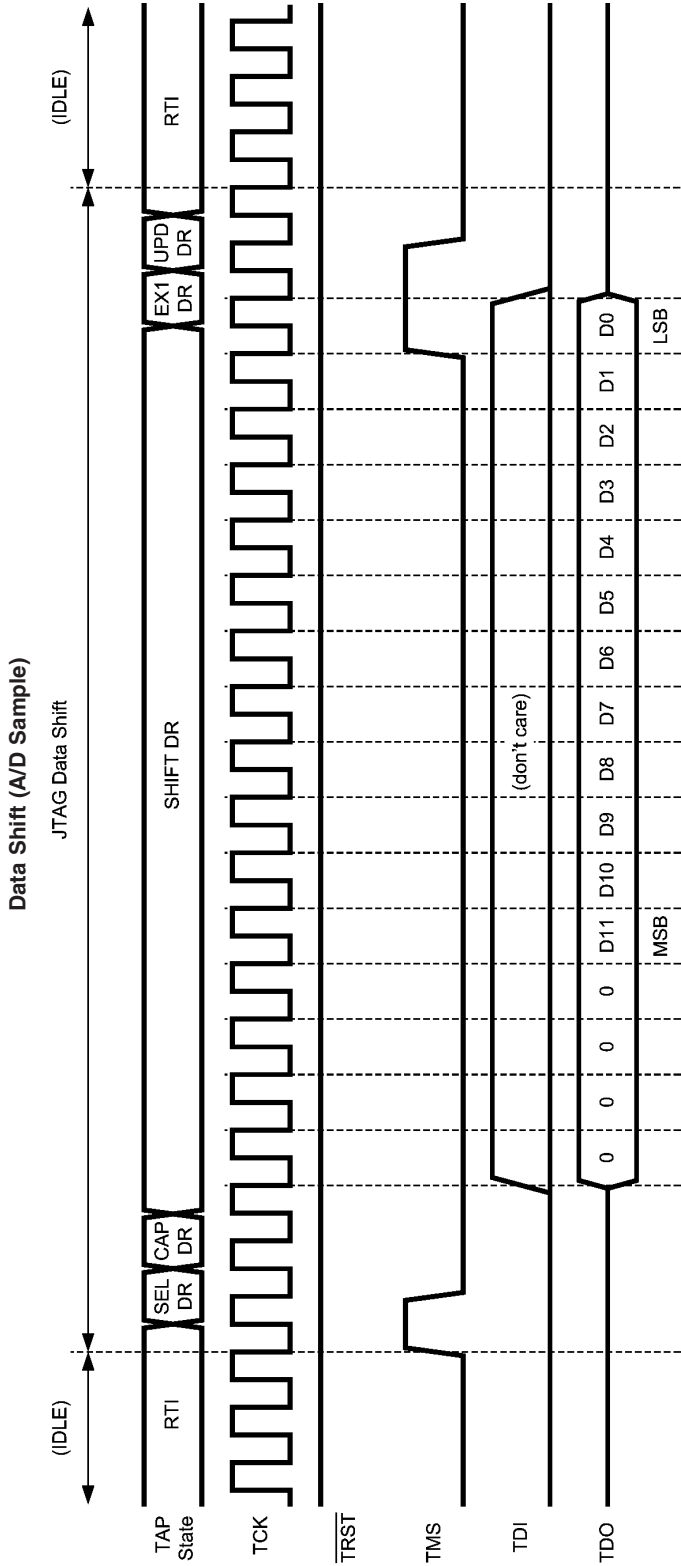 Data Shift (A/D Sample)
(IDLE)
JTAG Data Shift
(IDLE)
TAP
State
RTI
SEL
DR
CAP
DR
SHIFT DR
EX1
DR
UPD
DR
RTI
TCK
TRST
TMS
TDI
(don't care)
TDO
0
0
0
0
D11
D10
D9
D8
D7
D6
D5
D4
D3
D2
D1
D0
MSB
LSB